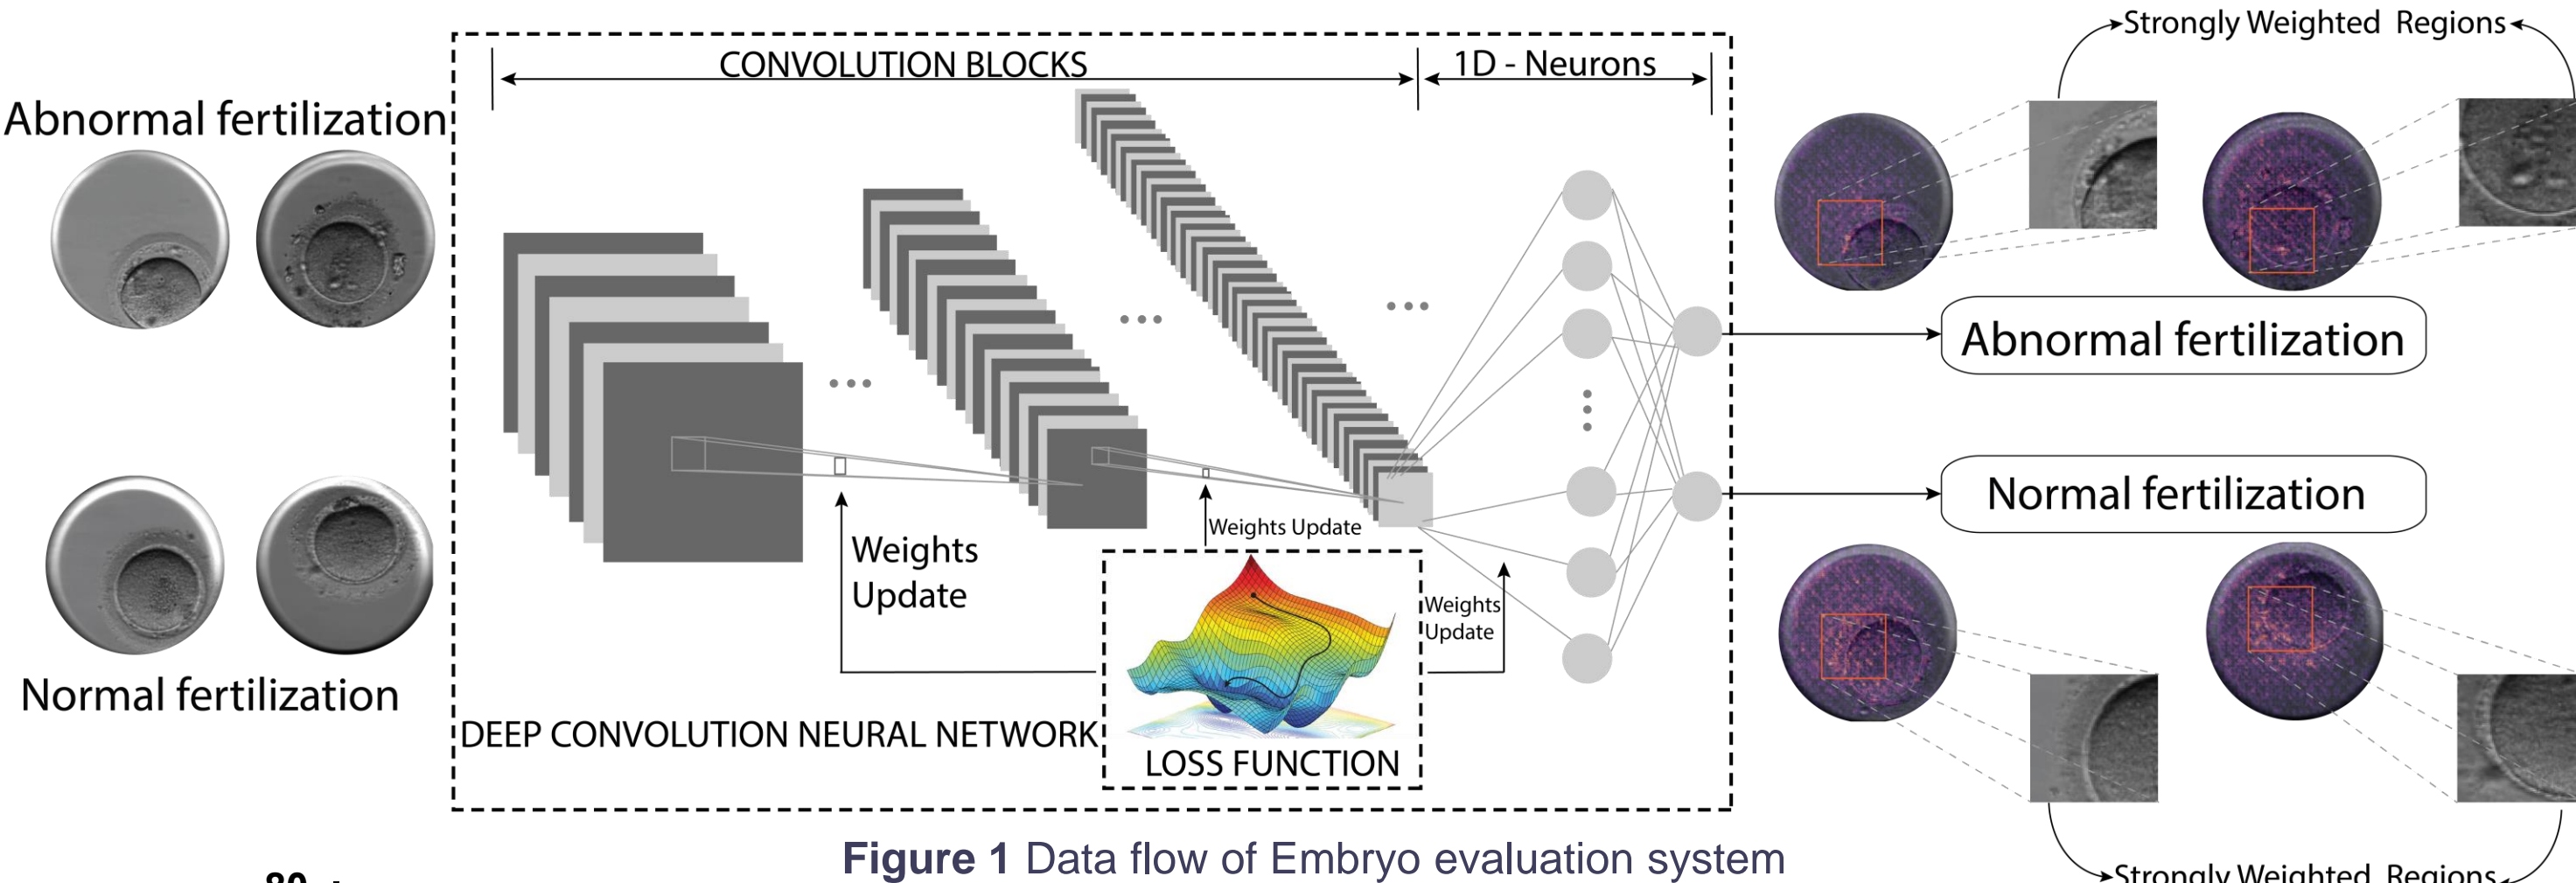 Strongly Weighted Regions
CONVOLUTION BLOCKS
1D - Neurons
Abnormal fertilization
Abnormal fertilization
Normal fertilization
Weights Update
Weights
Update
Weights
Update
Normal fertilization
DEEP CONVOLUTION NEURAL NETWORK
LOSS FUNCTION
Figure 1 Data flow of Embryo evaluation system
Strongly Weighted Regions
80